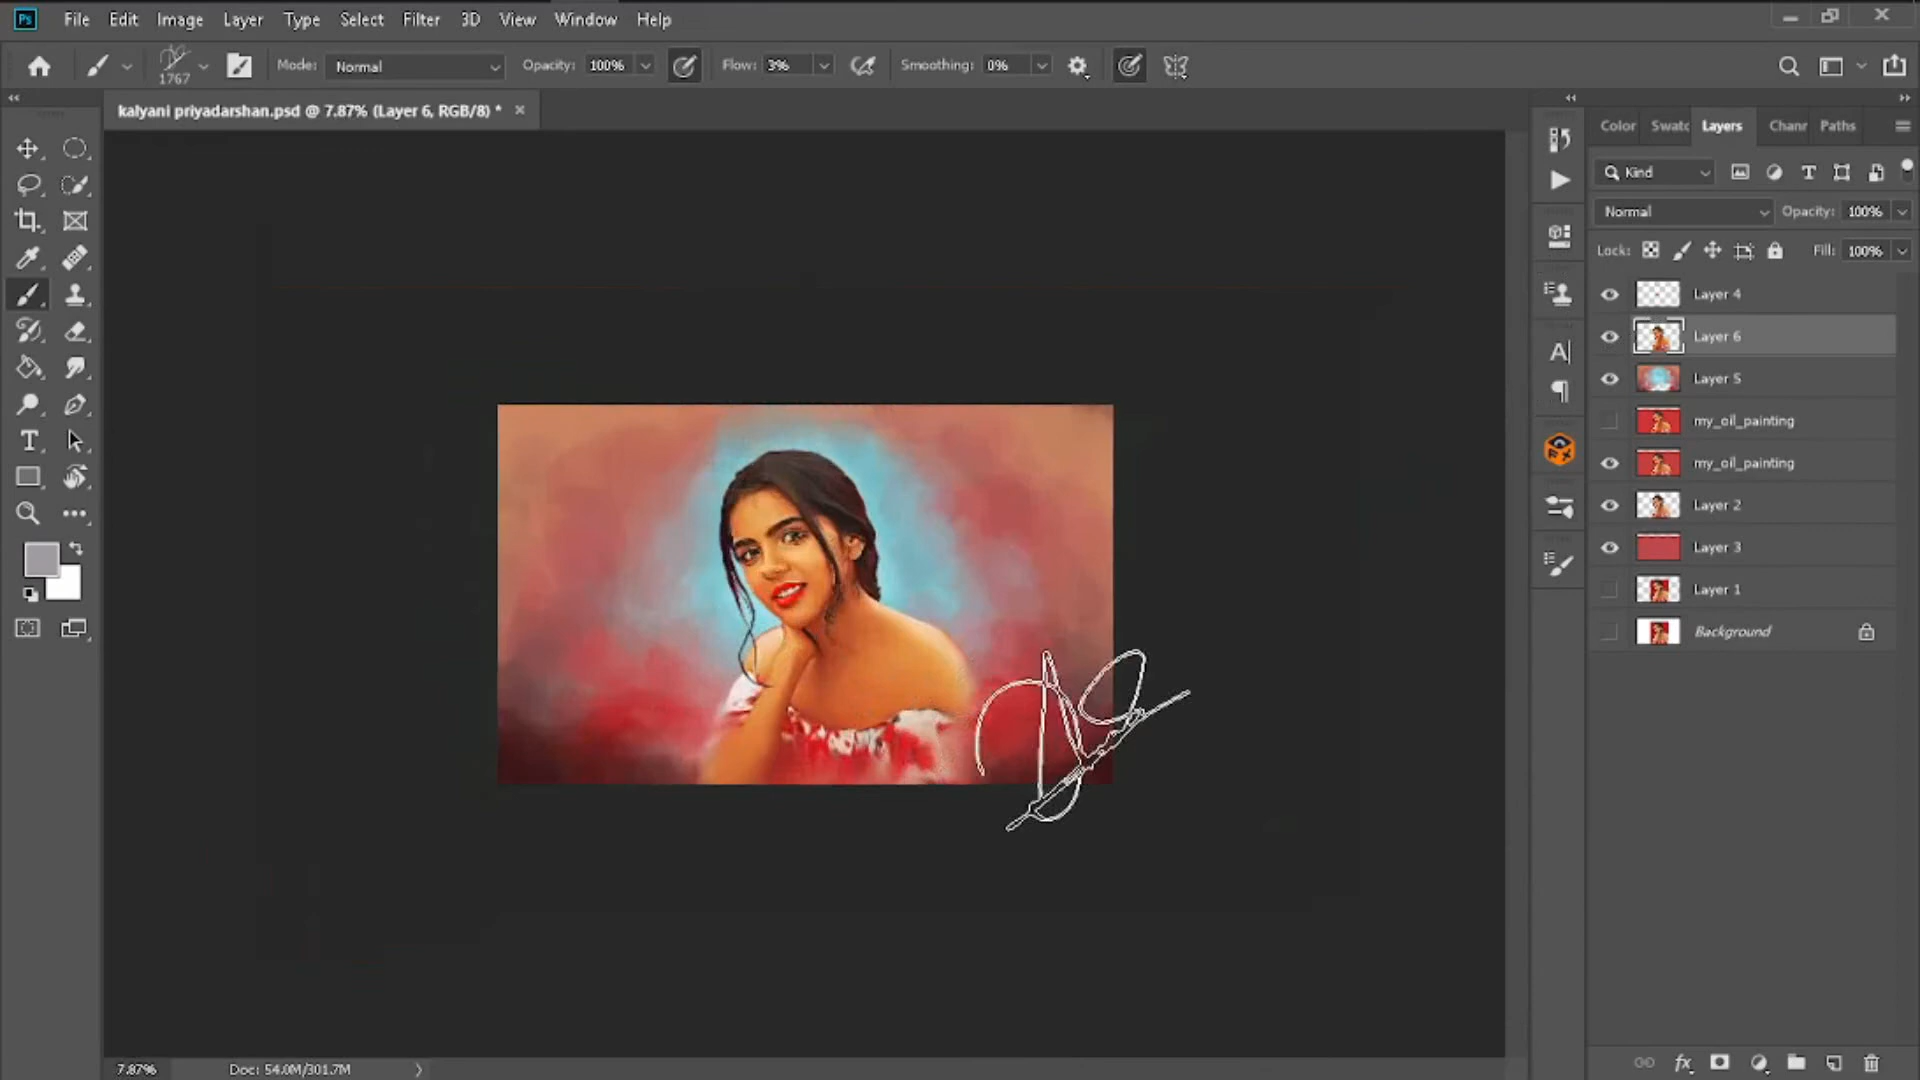 Ps File Edit Image Layer Type Select Filter 3D View Window Help
1767 Mode: Normal Opacity: 100% Flow: 3% Smoothing: 0%
kalyani priyadarshan.psd @ 7.87% (Layer 6, RGB/8) *
Color Swatc Layers Chanr Paths
Kind
Normal Opacity: 100%
Lock: Fill: 100%
Layer 4
Layer 6
Layer 5
my_oil_painting
my_oil_painting
Layer 2
Layer 3
Layer 1
Background
7.87% Doc: 54.0M/301.7M